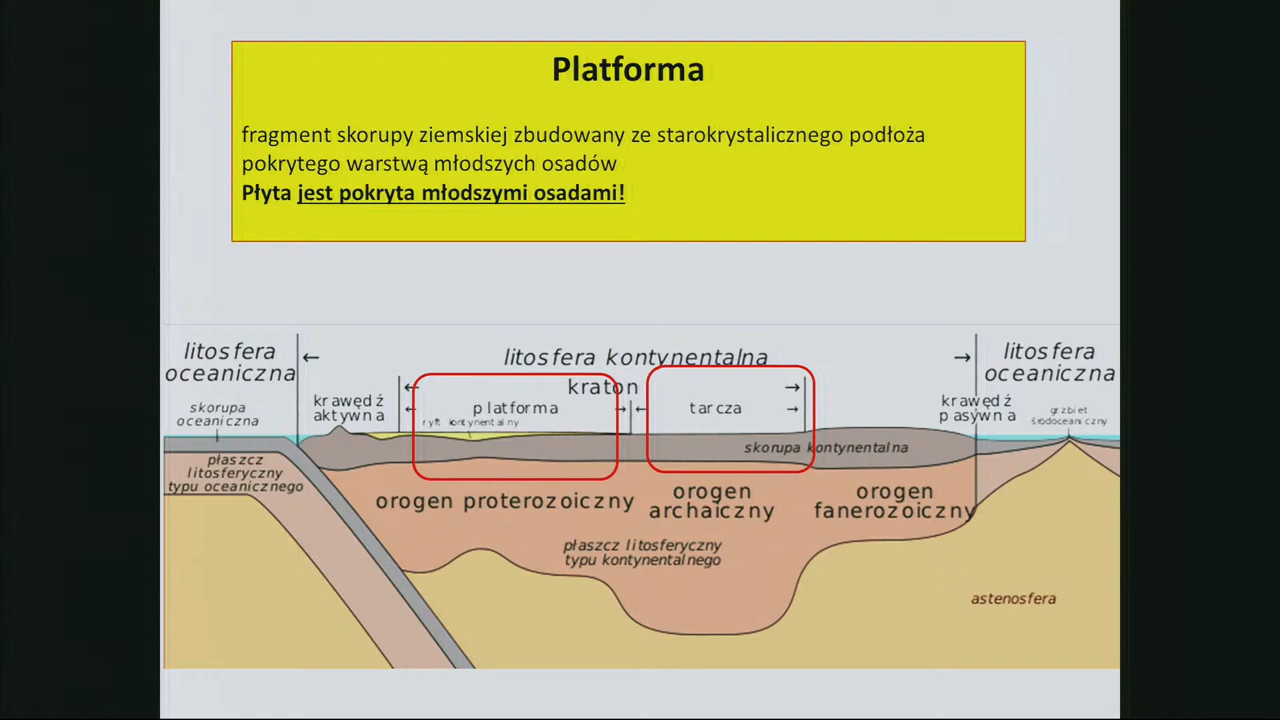 Platforma
fragment skorupy ziemskiej zbudowany ze starokrystalicznego podłoża
pokrytego warstwą młodszych osadów
Płyta jest pokryta młodszymi osadami!
litosfera
oceaniczna
litosfera kontynentalna
litosfera
oceaniczna
kraton
skorupa
oceaniczna
krawędź
aktywna
platforma
ryft kontynentalny
tarcza
krawędź
pasywna
grzbiet
środoceaniczny
skorupa kontynentalna
płaszcz
litosferyczny
typu oceanicznego
orogen proterozoiczny
orogen
archaiczny
orogen
fanerozoiczny
płaszcz litosferyczny
typu kontynentalnego
astenosfera